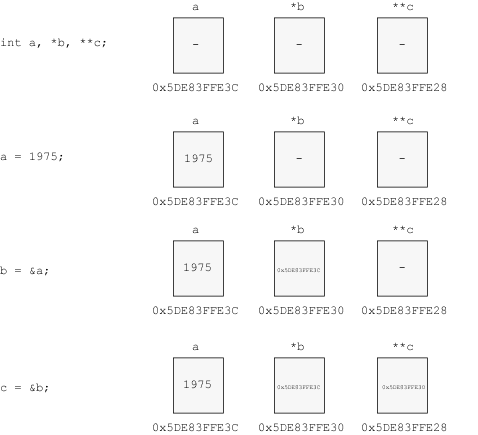 a *b **c
int a, *b, **c; - - -
0x5DE83FFE3C 0x5DE83FFE30 0x5DE83FFE28
a *b **c
a = 1975; 1975 - -
0x5DE83FFE3C 0x5DE83FFE30 0x5DE83FFE28
a *b **c
b = &a; 1975 0x5DE83FFE3C -
0x5DE83FFE3C 0x5DE83FFE30 0x5DE83FFE28
a *b **c
c = &b; 1975 0x5DE83FFE3C 0x5DE83FFE30
0x5DE83FFE3C 0x5DE83FFE30 0x5DE83FFE28